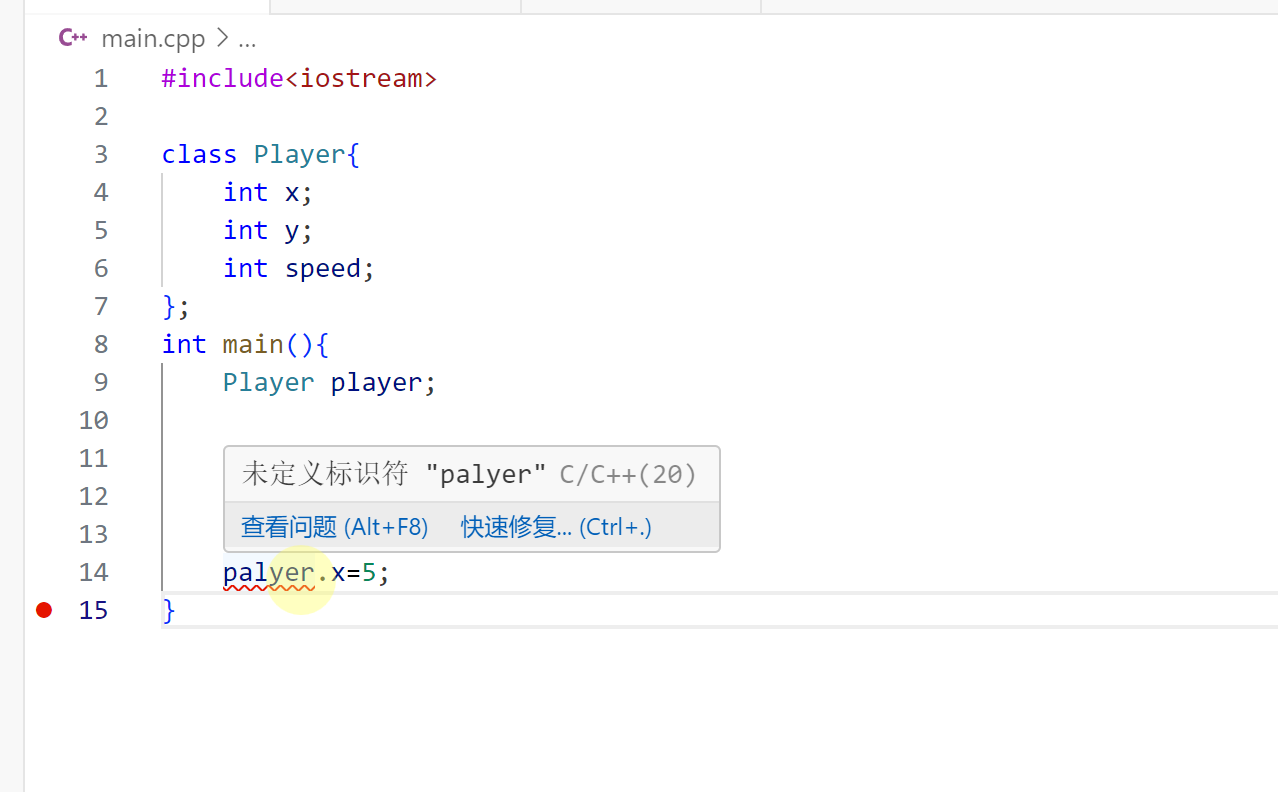 C++ main.cpp > ...
1 #include<iostream>
2
3 class Player{
4 int x;
5 int y;
6 int speed;
7 };
8 int main(){
9 Player player;
10
11
未定义标识符 "palyer" C/C++(20)
12
查看问题 (Alt+F8) 快速修复... (Ctrl+.)
13
14 palyer.x=5;
15 }